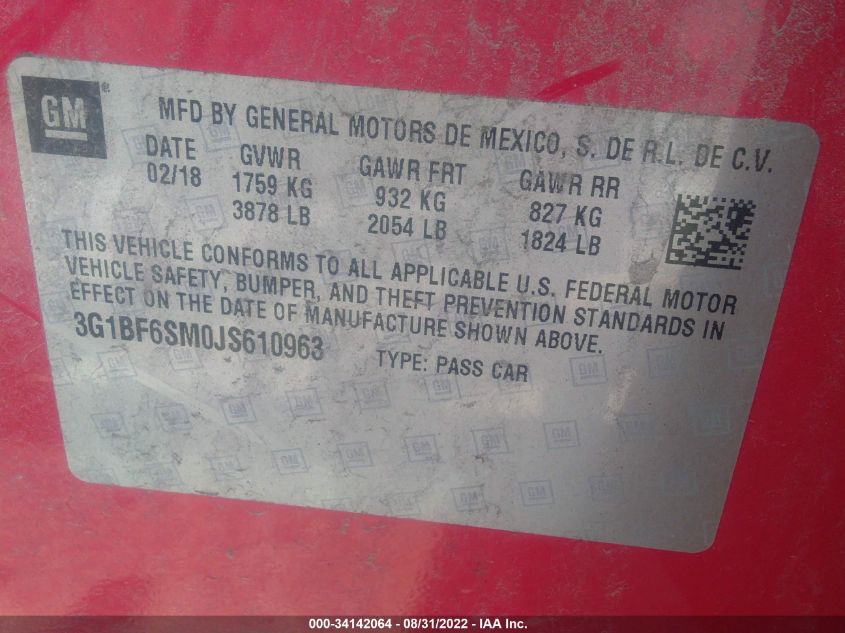 GM ®
MFD BY GENERAL MOTORS DE MEXICO, S. DE R.L. DE C.V.
DATE GVWR GAWR FRT GAWR RR
02/18 1759 KG 932 KG 827 KG
3878 LB 2054 LB 1824 LB
THIS VEHICLE CONFORMS TO ALL APPLICABLE U.S. FEDERAL MOTOR
VEHICLE SAFETY, BUMPER, AND THEFT PREVENTION STANDARDS IN
EFFECT ON THE DATE OF MANUFACTURE SHOWN ABOVE.
3G1BF6SM0JS610963 TYPE: PASS CAR
000-34142064 - 08/31/2022 - IAA Inc.